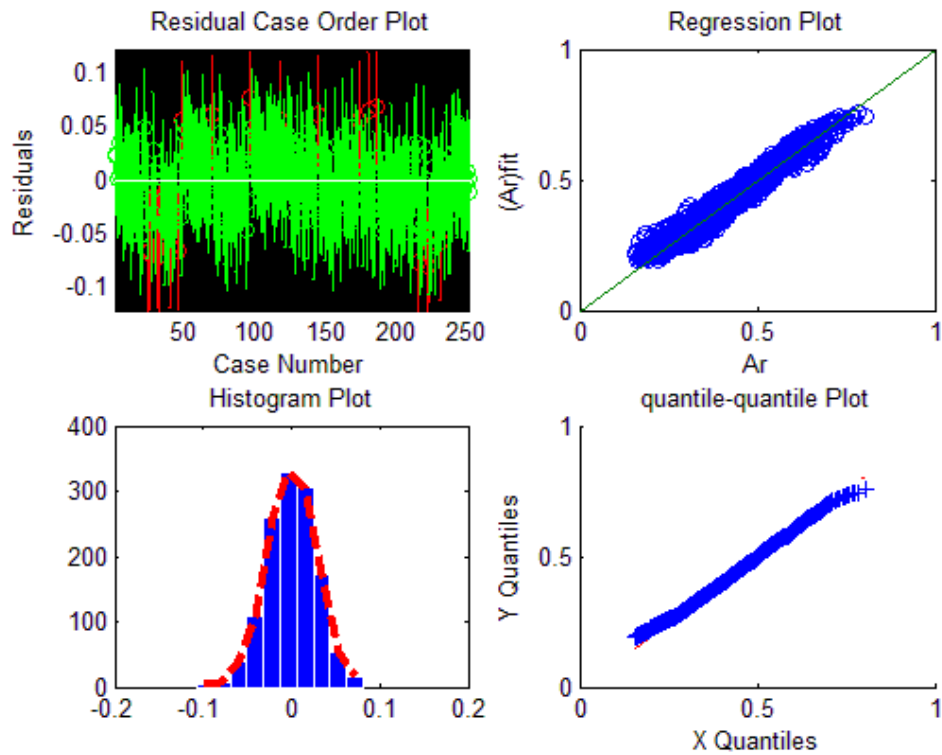 Residual Case Order Plot
Residuals
0.1
0.05
0
-0.05
-0.1
50 100 150 200 250
Case Number
Regression Plot
(Ar)fit
1
0.5
0
0 0.5 1
Ar
Histogram Plot
400
300
200
100
0
-0.2 -0.1 0 0.1 0.2
quantile-quantile Plot
Y Quantiles
1
0.5
0
0 0.5 1
X Quantiles